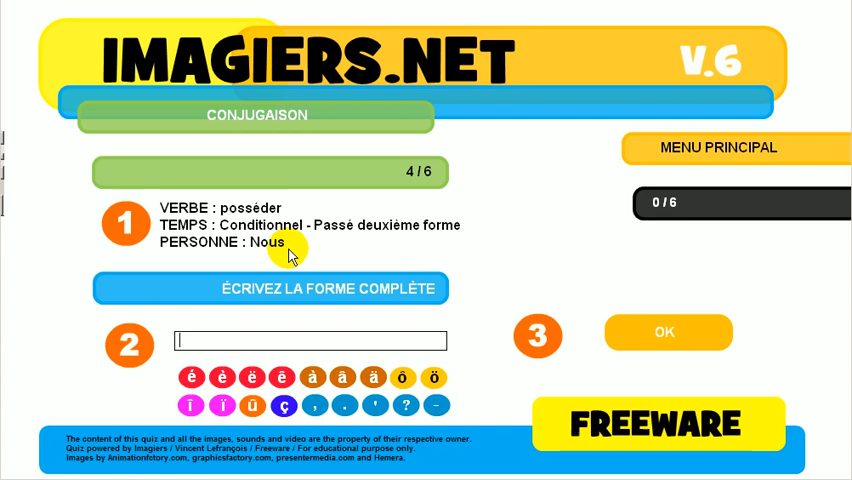 IMAGIERS.NET
V.6
CONJUGAISON
MENU PRINCIPAL
4 / 6
0 / 6
1
VERBE : posséder
TEMPS : Conditionnel - Passé deuxième forme
PERSONNE : Nous
ÉCRIVEZ LA FORME COMPLÈTE
2
3
OK
é è ë ê à â ä ô ö
î ï û ç , . ' ? -
FREEWARE
The content of this quiz and all the images, sounds and video are the property of their respective owner.
Quiz powered by Imagiers / Vincent Lefrançois / Freeware / For educational purpose only.
Images by Animationfctory.com, graphicsfactory.com, presentermedia.com and Hemera.